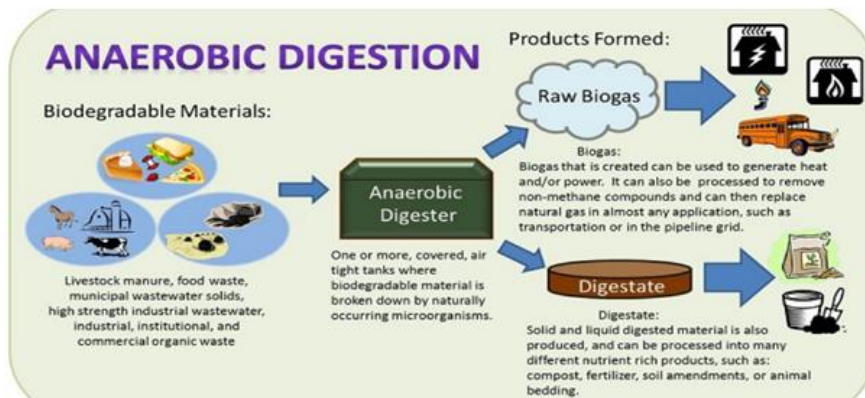 ANAEROBIC DIGESTION
Biodegradable Materials:
Livestock manure, food waste,
municipal wastewater solids,
high strength industrial wastewater,
industrial, institutional, and
commercial organic waste
Anaerobic
Digester
One or more, covered, air
tight tanks where
biodegradable material is
broken down by naturally
occurring microorganisms.
Products Formed:
Raw Biogas
Biogas:
Biogas that is created can be used to generate heat
and/or power. It can also be processed to remove
non-methane compounds and can then replace
natural gas in almost any application, such as
transportation or in the pipeline grid.
Digestate
Digestate:
Solid and liquid digested material is also
produced, and can be processed into many
different nutrient rich products, such as:
compost, fertilizer, soil amendments, or animal
bedding.